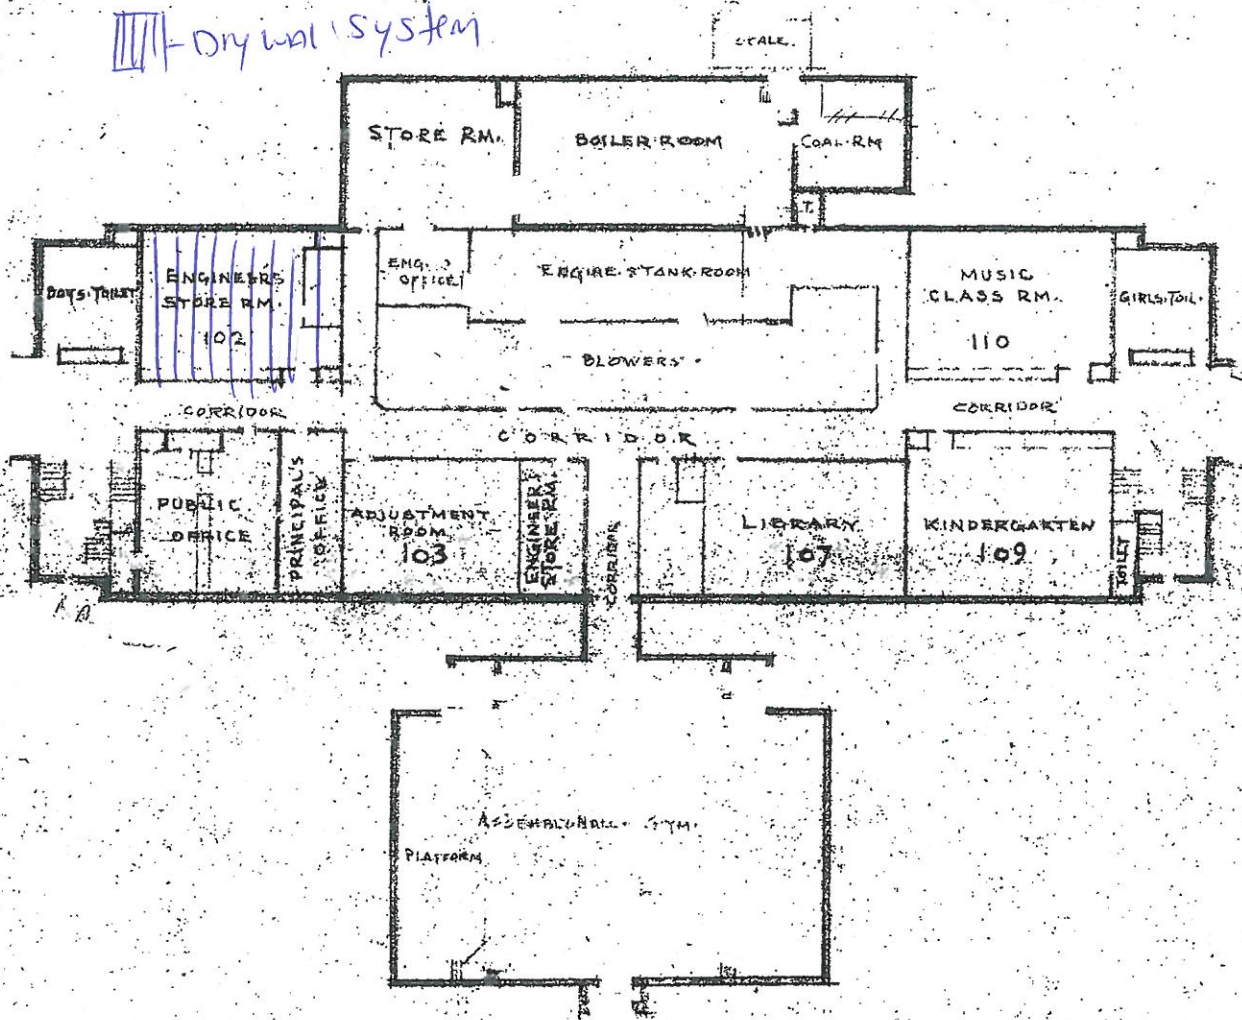 - Drywall System
SCALE.
STORE RM.
BOILER ROOM
COAL RM
T.
BOYS TOILET
ENGINEERS
STORE RM.
102
ENG.
OFFICE
ENGINE & TANK ROOM
MUSIC
CLASS RM.
110
GIRLS TOIL.
BLOWERS
CORRIDOR
CORRIDOR
CORRIDOR
PUBLIC
OFFICE
PRINCIPAL'S
OFFICE
ADJUSTMENT
ROOM
103
ENGINEER
STORE RM.
CORRIDOR
LIBRARY
107
KINDERGARTEN
109
TOILET
ASSEMBLY HALL - GYM.
PLATFORM